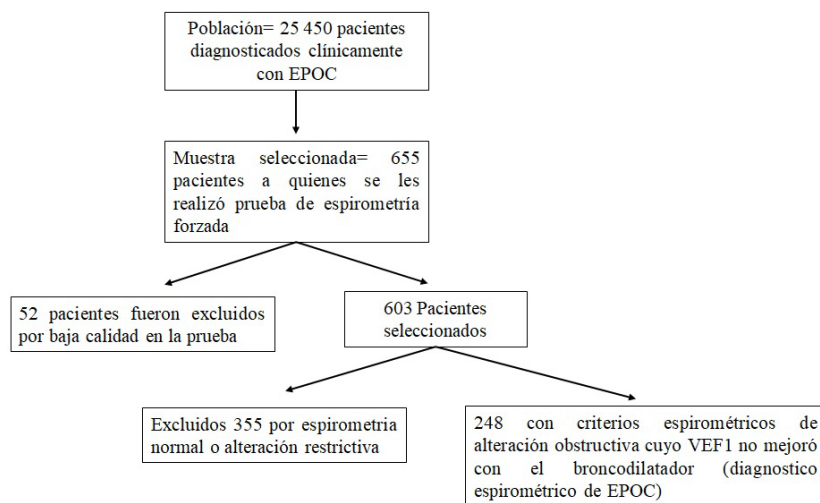 Población= 25 450 pacientes
diagnosticados clínicamente
con EPOC
Muestra seleccionada= 655
pacientes a quienes se les
realizó prueba de espirometría
forzada
52 pacientes fueron excluidos
por baja calidad en la prueba
603 Pacientes
seleccionados
Excluidos 355 por espirometria
normal o alteración restrictiva
248 con criterios espirométricos de
alteración obstructiva cuyo VEF1 no mejoró
con el broncodilatador (diagnostico
espirométrico de EPOC)